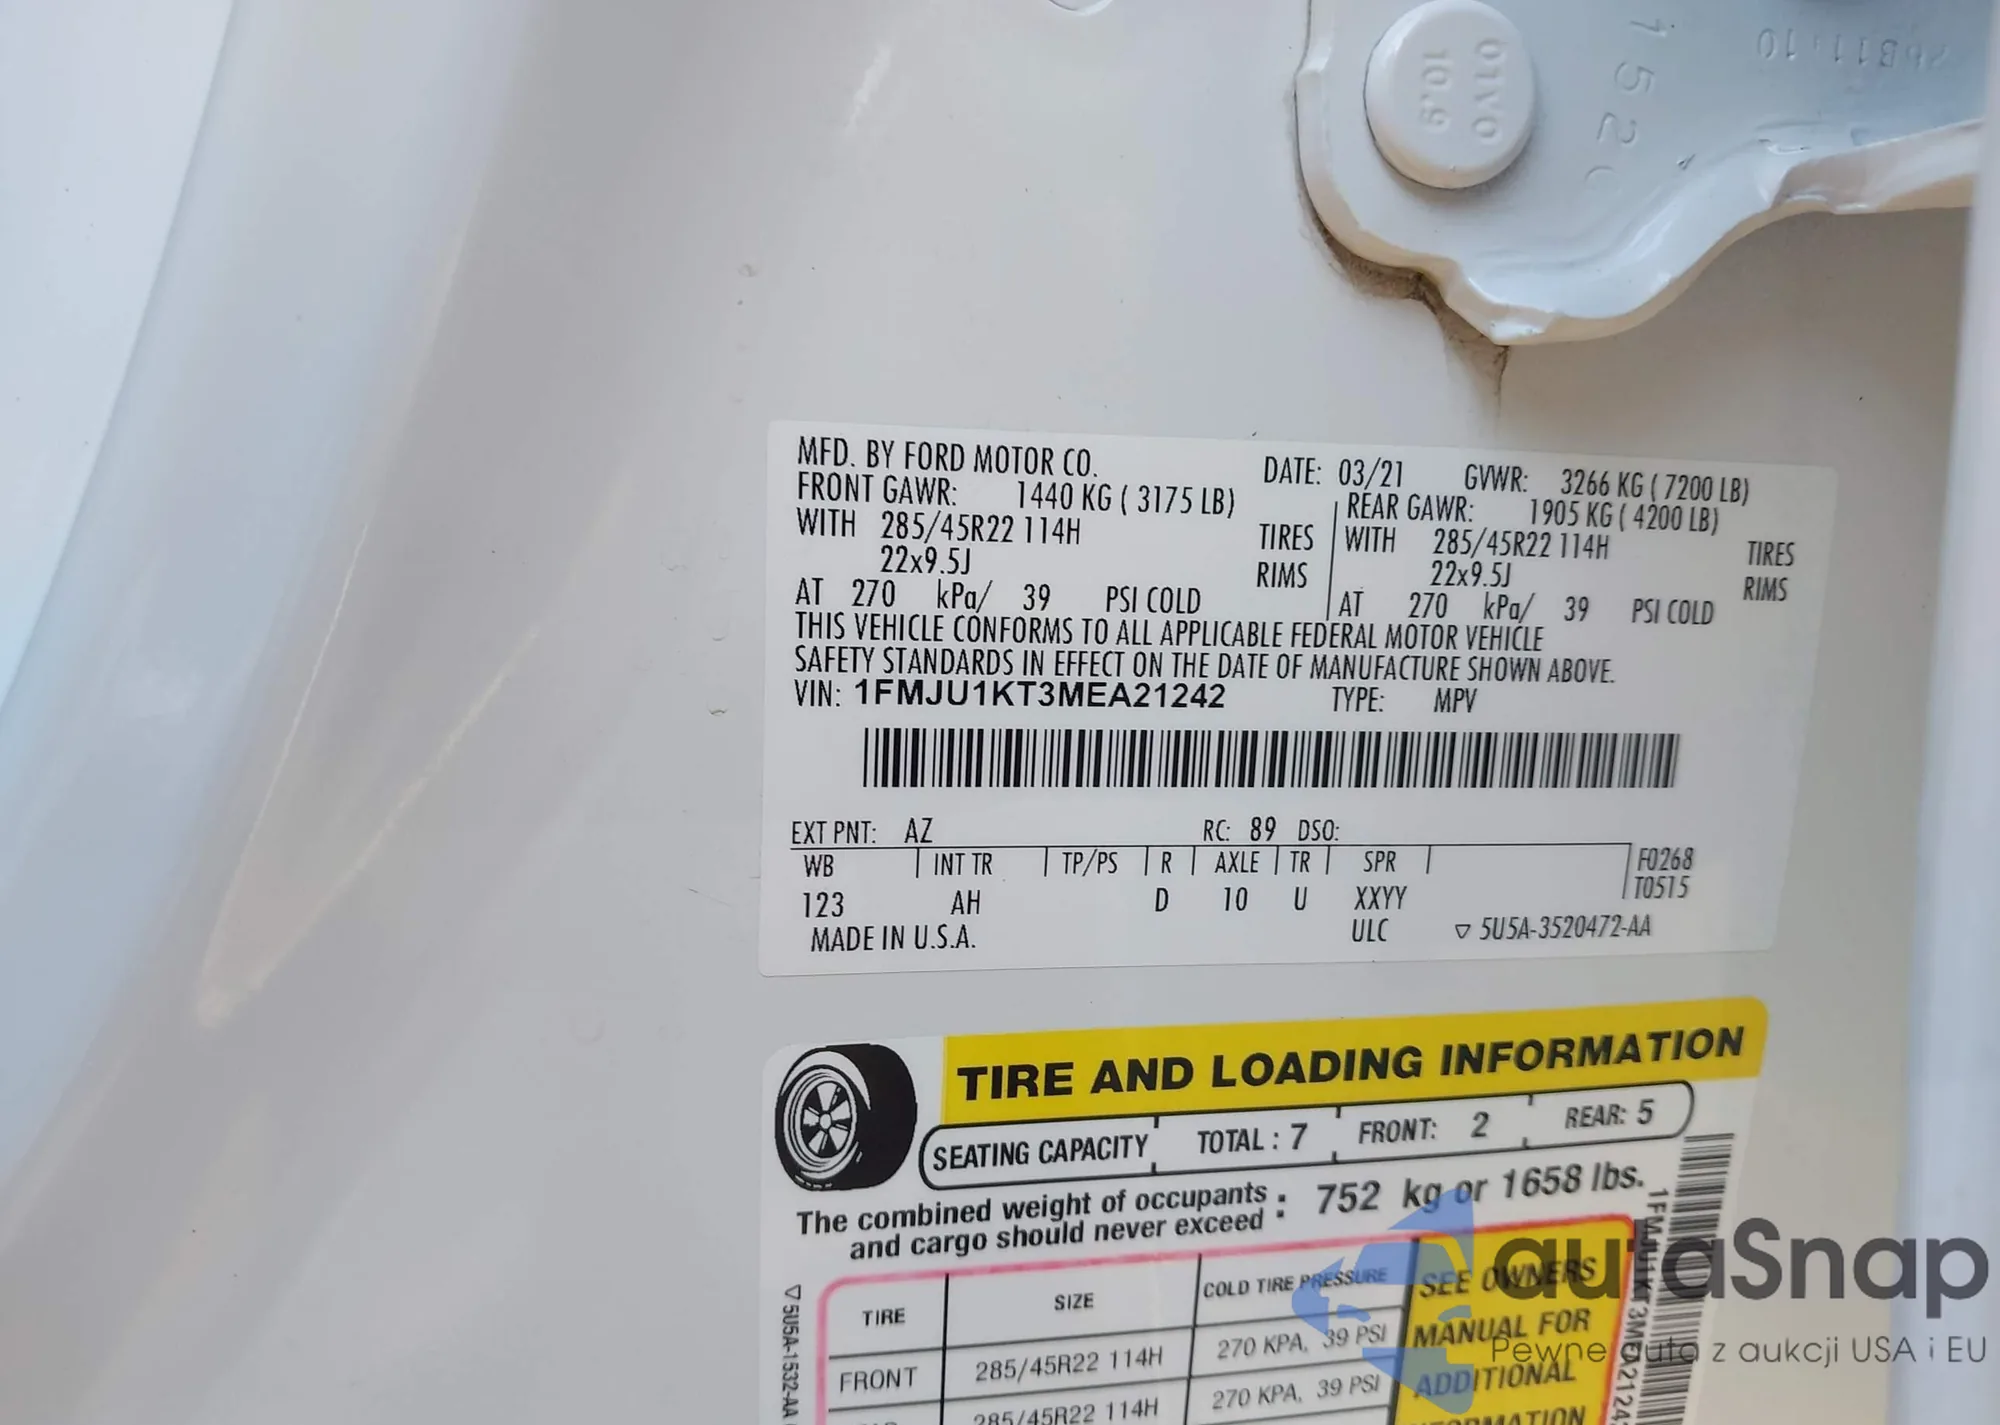 01VO
10.9
1520
MFD. BY FORD MOTOR CO. DATE: 03/21 GVWR: 3266 KG ( 7200 LB)
FRONT GAWR: 1440 KG ( 3175 LB) REAR GAWR: 1905 KG ( 4200 LB)
WITH 285/45R22 114H TIRES WITH 285/45R22 114H TIRES
22x9.5J RIMS 22x9.5J RIMS
AT 270 kPa/ 39 PSI COLD AT 270 kPa/ 39 PSI COLD
THIS VEHICLE CONFORMS TO ALL APPLICABLE FEDERAL MOTOR VEHICLE
SAFETY STANDARDS IN EFFECT ON THE DATE OF MANUFACTURE SHOWN ABOVE.
VIN: 1FMJU1KT3MEA21242 TYPE: MPV
EXT PNT: AZ RC: 89 DSO:
WB INT TR TP/PS R AXLE TR SPR F0268
T0515
123 AH D 10 U XXYY
MADE IN U.S.A. ULC ▽ 5U5A-3520472-AA
TIRE AND LOADING INFORMATION
SEATING CAPACITY TOTAL : 7 FRONT: 2 REAR: 5
The combined weight of occupants : 752 kg or 1658 lbs.
and cargo should never exceed :
TIRE SIZE COLD TIRE PRESSURE SEE OWNERS
FRONT 285/45R22 114H 270 KPA, 39 PSI MANUAL FOR
285/45R22 114H 270 KPA, 39 PSI ADDITIONAL
▽ 5U5A-1532-AA
autaSnap
Pewne auta z aukcji USA i EU